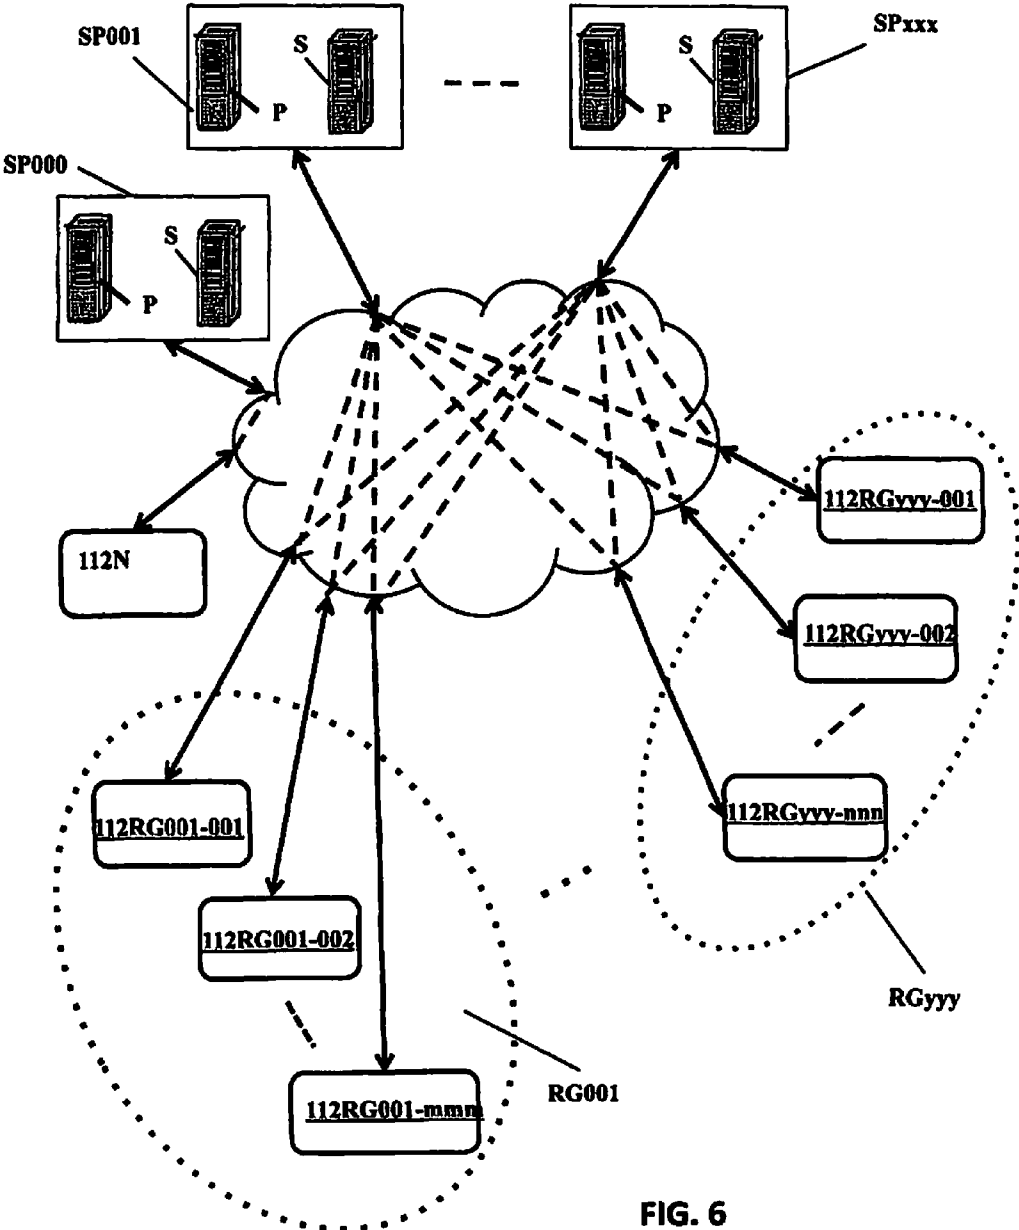 SP001
S
P
SPxxx
S
P
SP000
S
P
112N
112RGyyy-001
112RGyyy-002
112RGyyy-nnn
112RG001-001
112RG001-002
112RG001-mmm
RGyyy
RG001
FIG. 6